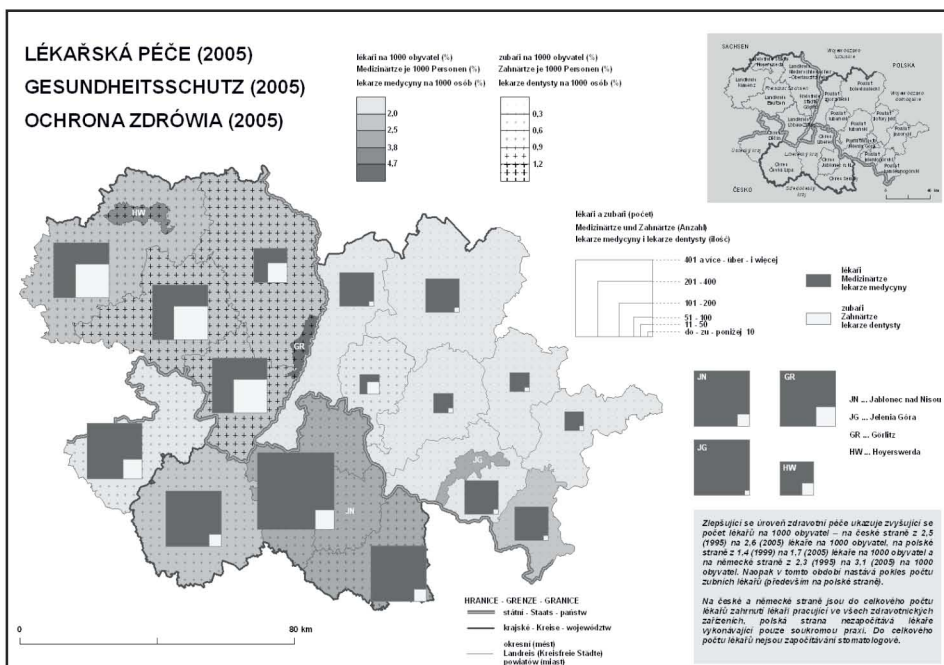 LÉKAŘSKÁ PÉČE (2005)
GESUNDHEITSSCHUTZ (2005)
OCHRONA ZDRÓWIA (2005)
lékaři na 1000 obyvatel (%)
Medizinärtze je 1000 Personen (%)
lekarze medycyny na 1000 osób (%)
2,0
2,5
3,8
4,7
zubaři na 1000 obyvatel (%)
Zahnärtze je 1000 Personen (%)
lekarze dentysty na 1000 osób (%)
0,3
0,6
0,9
1,2
SACHSEN
POLSKA
ČESKO
0 40 km
lékaři a zubaři (počet)
Medizinärtze und Zahnärtze (Anzahl)
lekarze medycyny i lekarze dentysty (ilość)
401 a více - über - i więcej
201 - 400
101 - 200
51 - 100
11 - 50
do - zu - poniżej 10
lékaři
Medizinärtze
lekarze medycyny
zubaři
Zahnärtze
lekarze dentysty
HW
GR
JG
JN
JN
GR
JG
HW
JN ... Jablonec nad Nisou
JG ... Jelenia Góra
GR ... Görlitz
HW ... Hoyerswerda
Zlepšující se úroveň zdravotní péče ukazuje zvyšující se
počet lékařů na 1000 obyvatel – na české straně z 2,5
(1995) na 2,6 (2005) lékaře na 1000 obyvatel, na polské
straně z 1,4 (1999) na 1,7 (2005) lékaře na 1000 obyvatel a
na německé straně z 2,3 (1995) na 3,1 (2005) na 1000
obyvatel. Naopak v tomto období nastává pokles počtu
zubních lékařů (především na polské straně).
Na české a německé straně jsou do celkového počtu
lékařů zahrnutí lékaři pracující ve všech zdravotnických
zařízeních, polská strana nezapočítává lékaře
vykonávající pouze soukromou praxi. Do celkového
počtu lékařů nejsou započítávání stomatologové.
HRANICE - GRENZE - GRANICE
státní - Staats - państw
krajské - Kreise - województw
okresní (měst)
Landreis (Kreisfreie Städte)
powiatów (miast)
0 80 km